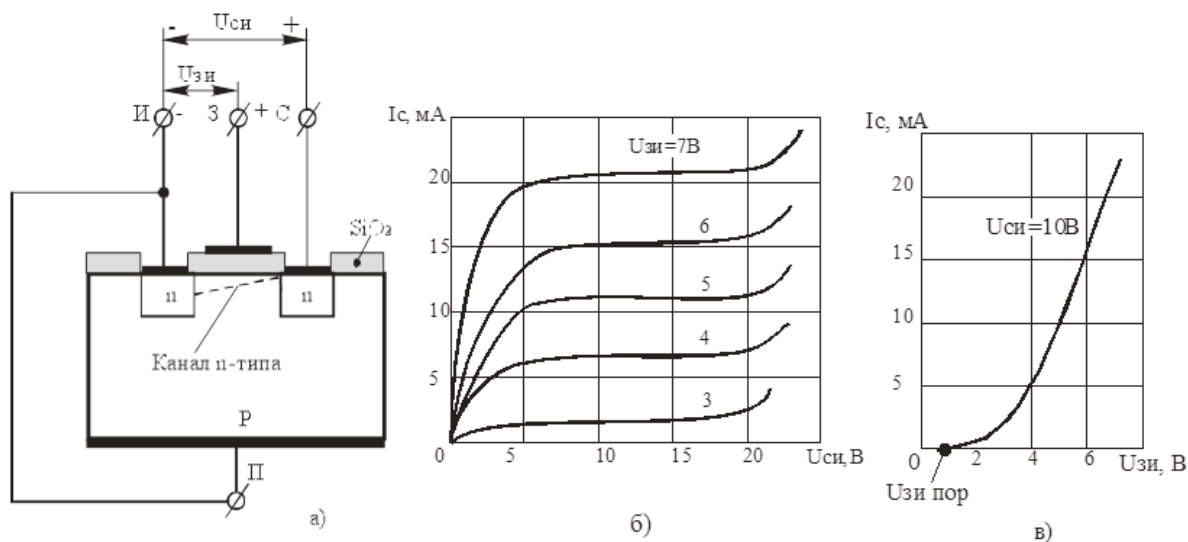 - Uси +
Uзи
И - З + С
SiO₂
n n
Канал n-типа
p
П
а)
Iс, мА
Uзи=7В
20
6
15
5
10
4
5
3
0 5 10 15 20 Uси, В
б)
Iс, мА
20
Uси=10В
15
10
5
0 2 4 6 Uзи, В
Uзи пор
в)